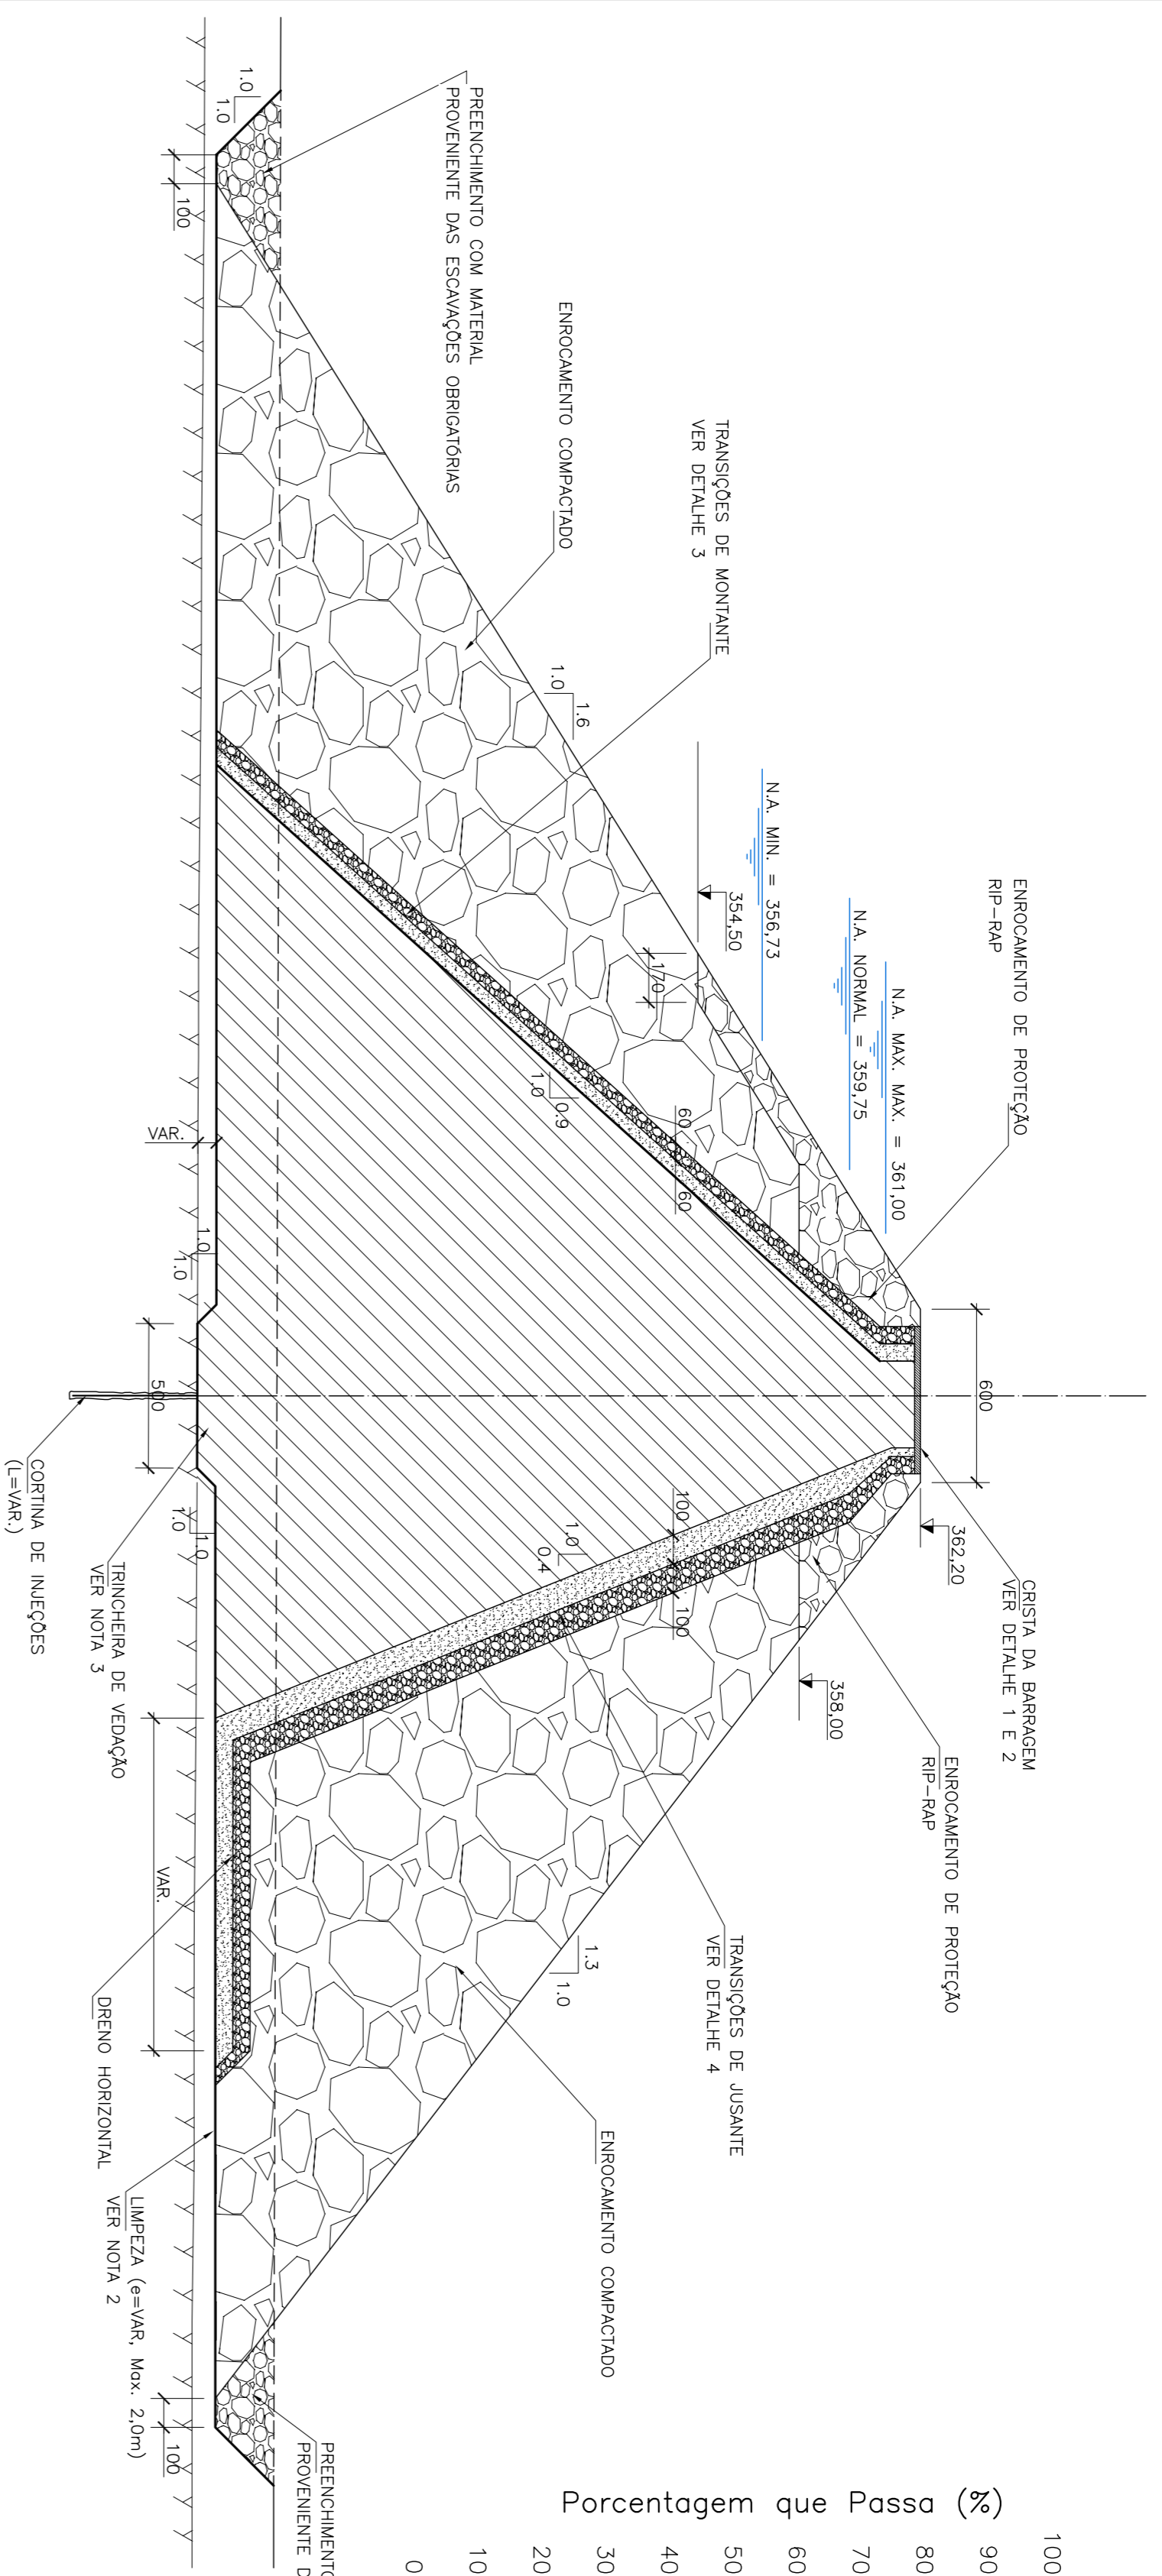 CRISTA DA BARRAGEM
VER DETALHE 1 E 2
ENROCAMENTO DE PROTEÇÃO
RIP-RAP
600
362,20
N.A. MAX. MAX. = 361,00
N.A. NORMAL = 359,75
ENROCAMENTO DE PROTEÇÃO
RIP-RAP
358,00
N.A. MIN. = 356,73
354,50
170
TRANSIÇÕES DE MONTANTE
VER DETALHE 3
60
60
100
100
TRANSIÇÕES DE JUSANTE
VER DETALHE 4
1.6
1.0
0.9
1.0
1.0
0.4
1.3
1.0
ENROCAMENTO COMPACTADO
ENROCAMENTO COMPACTADO
PREENCHIMENTO COM MATERIAL
PROVENIENTE DAS ESCAVAÇÕES OBRIGATÓRIAS
PREENCHIMENTO
PROVENIENTE D
1.0
1.0
100
VAR.
1.0
1.0
500
1.0
1.0
VAR.
100
DRENO HORIZONTAL
LIMPEZA (e=VAR, Max. 2,0m)
VER NOTA 2
TRINCHEIRA DE VEDAÇÃO
VER NOTA 3
CORTINA DE INJEÇÕES
(L=VAR.)
Porcentagem que Passa (%)
100
90
80
70
60
50
40
30
20
10
0